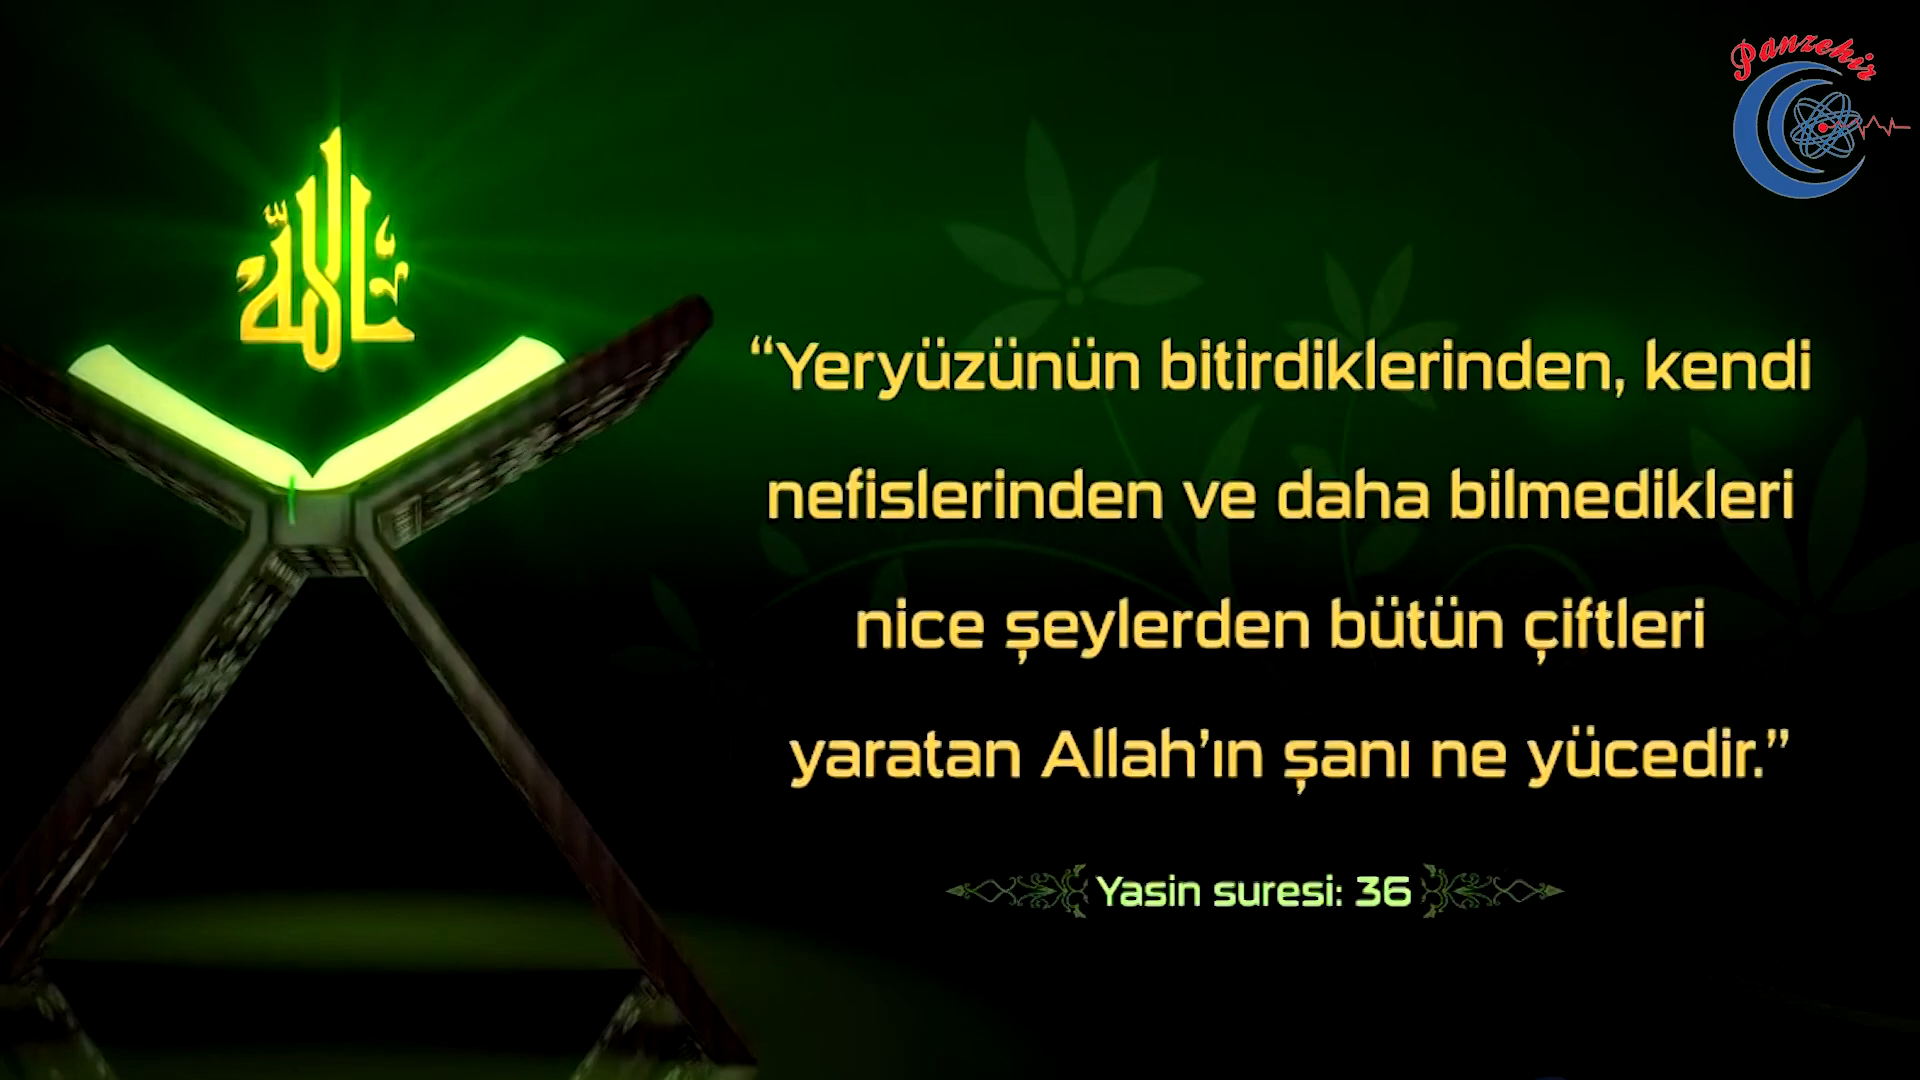 Panzehir
الله
“Yeryüzünün bitirdiklerinden, kendi
nefislerinden ve daha bilmedikleri
nice şeylerden bütün çiftleri
yaratan Allah’ın şanı ne yücedir.”
Yasin suresi: 36